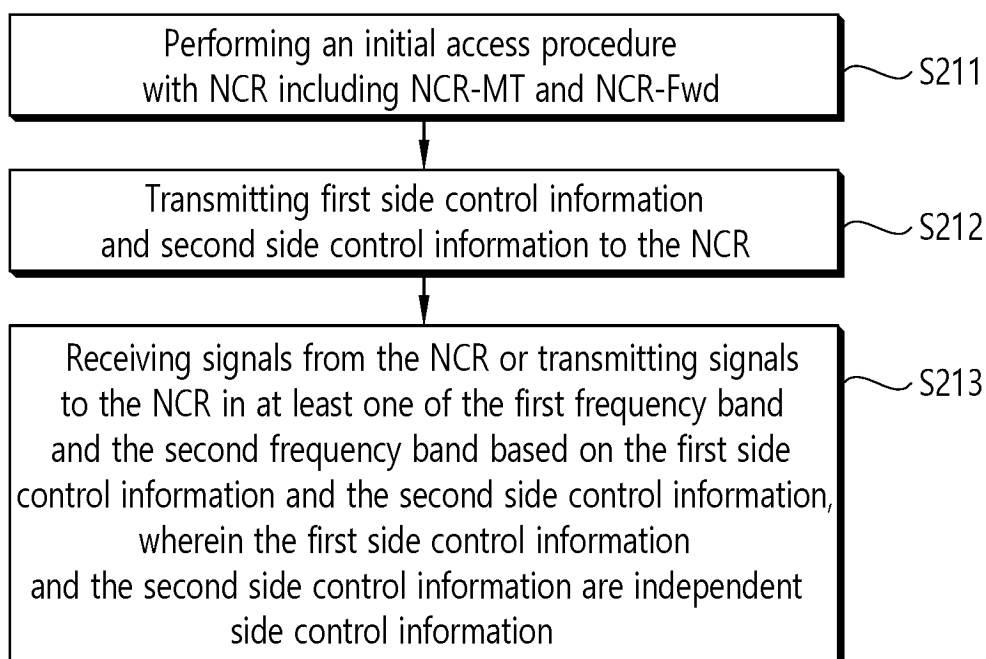 Performing an initial access procedure
with NCR including NCR-MT and NCR-Fwd
S211
Transmitting first side control information
and second side control information to the NCR
S212
Receiving signals from the NCR or transmitting signals
to the NCR in at least one of the first frequency band
and the second frequency band based on the first side
control information and the second side control information,
wherein the first side control information
and the second side control information are independent
side control information
S213